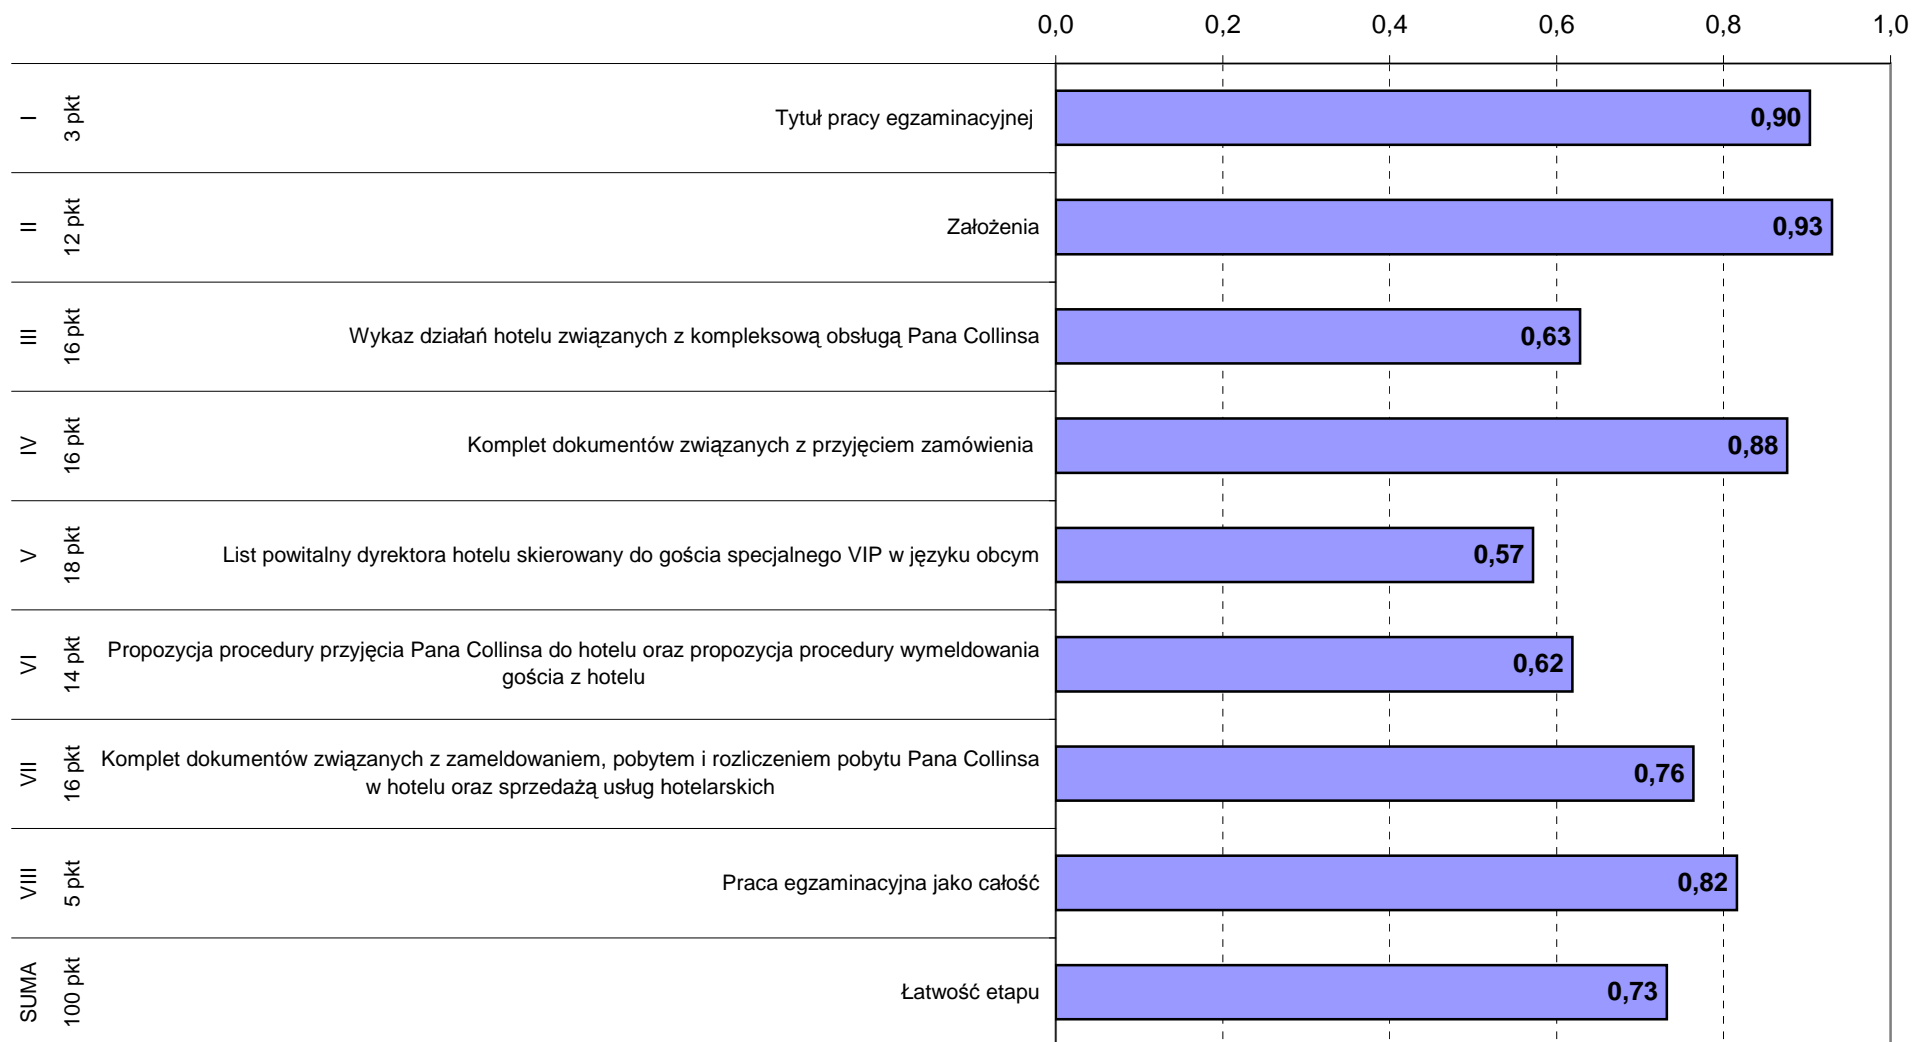 0,0 0,2 0,4 0,6 0,8 1,0
I 3 pkt Tytuł pracy egzaminacyjnej 0,90
II 12 pkt Założenia 0,93
III 16 pkt Wykaz działań hotelu związanych z kompleksową obsługą Pana Collinsa 0,63
IV 16 pkt Komplet dokumentów związanych z przyjęciem zamówienia 0,88
V 18 pkt List powitalny dyrektora hotelu skierowany do gościa specjalnego VIP w języku obcym 0,57
VI 14 pkt Propozycja procedury przyjęcia Pana Collinsa do hotelu oraz propozycja procedury wymeldowania
gościa z hotelu 0,62
VII 16 pkt Komplet dokumentów związanych z zameldowaniem, pobytem i rozliczeniem pobytu Pana Collinsa
w hotelu oraz sprzedażą usług hotelarskich 0,76
VIII 5 pkt Praca egzaminacyjna jako całość 0,82
SUMA 100 pkt Łatwość etapu 0,73